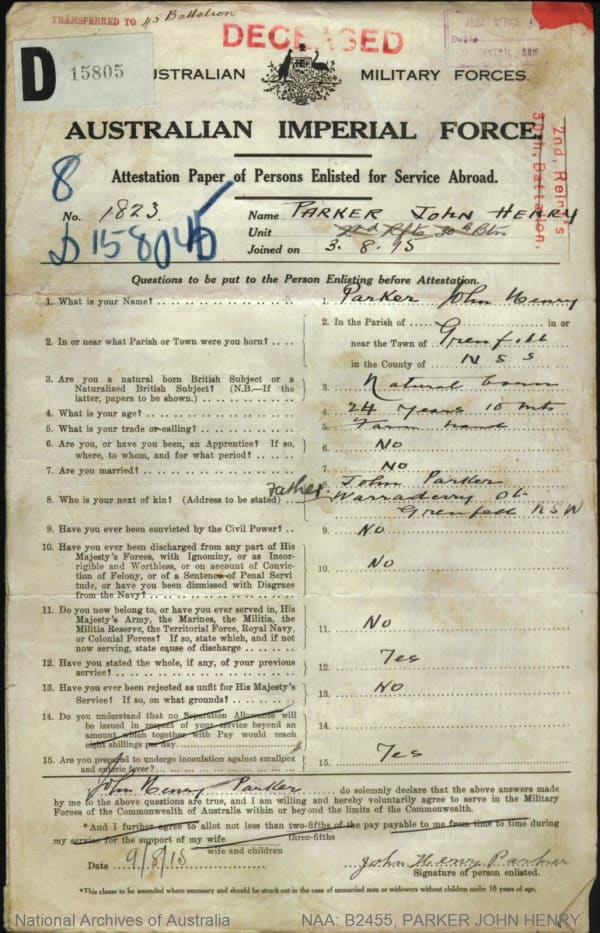 TRANSFERRED TO 45 Battalion
DECEASED
D 15805
AUSTRALIAN MILITARY FORCES.
AUSTRALIAN IMPERIAL FORCE.
2nd. Reinf's
30th. Battalion.
Attestation Paper of Persons Enlisted for Service Abroad.
8
D 15804
No. 1823 Name PARKER JOHN HENRY
Unit 2nd Rfts 30th Btn
Joined on 3.8.15
Questions to be put to the Person Enlisting before Attestation.
1. What is your Name? 1. Parker John Henry
2. In or near what Parish or Town were you born? 2. In the Parish of in or
near the Town of Grenfell
in the County of N S S
3. Are you a natural born British Subject or a
Naturalized British Subject? (N.B.—If the
latter, papers to be shown.) 3. Natural born
4. What is your age? 4. 24 Years 10 mts
5. What is your trade or calling? 5. Farm hand
6. Are you, or have you been, an Apprentice? If so,
where, to whom, and for what period? 6. No
7. Are you married? 7. No
8. Who is your next of kin? (Address to be stated) Father 8. John Parker
Warraderry St
Grenfell NSW
9. Have you ever been convicted by the Civil Power? 9. No
10. Have you ever been discharged from any part of His
Majesty's Forces, with Ignominy, or as Incor-
rigible and Worthless, or on account of Convic-
tion of Felony, or of a Sentence of Penal Servi
tude, or have you been dismissed with Disgrace
from the Navy? 10. No
11. Do you now belong to, or have you ever served in, His
Majesty's Army, the Marines, the Militia, the
Militia Reserve, the Territorial Force, Royal Navy,
or Colonial Forces? If so, state which, and if not
now serving, state cause of discharge 11. No
12. Have you stated the whole, if any, of your previous
service? 12. Yes
13. Have you ever been rejected as unfit for His Majesty's
Service? If so, on what grounds? 13. No
14. Do you understand that no Separation Allowance will
be issued in respect of your service beyond an
amount which together with Pay would reach
eight shillings per day 14.
15. Are you prepared to undergo inoculation against smallpox
and enteric fever? 15. Yes
I John Henry Parker do solemnly declare that the above answers made
by me to the above questions are true, and I am willing and hereby voluntarily agree to serve in the Military
Forces of the Commonwealth of Australia within or beyond the limits of the Commonwealth.
*And I further agree to allot not less than two-fifths of the pay payable to me from time to time during
three-fifths
my service for the support of my wife
wife and children
Date 9/8/15 John Henry Parker
Signature of person enlisted.
*This clause to be amended where necessary and should be struck out in the case of unmarried men or widowers without children under 18 years of age.
National Archives of Australia NAA: B2455, PARKER JOHN HENRY